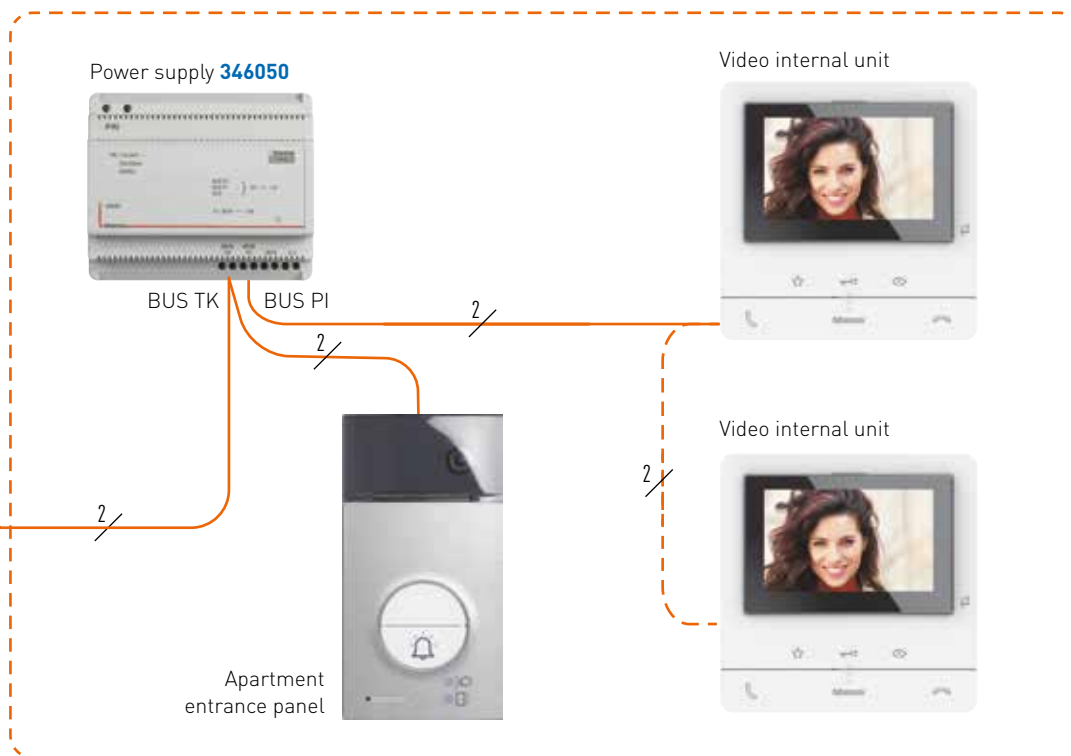 Power supply 346050
Video internal unit
PRI
BUS TK
BUS PI
2
2
2
Video internal unit
2
Apartment
entrance panel